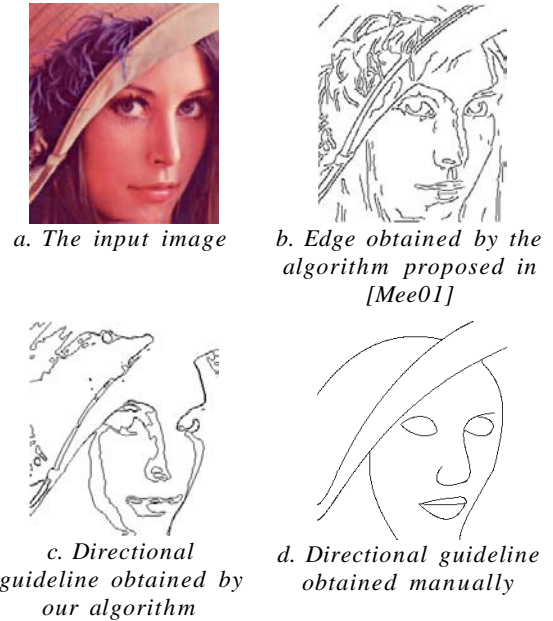 a. The input image
b. Edge obtained by the
algorithm proposed in
[Mee01]
c. Directional
guideline obtained by
our algorithm
d. Directional guideline
obtained manually